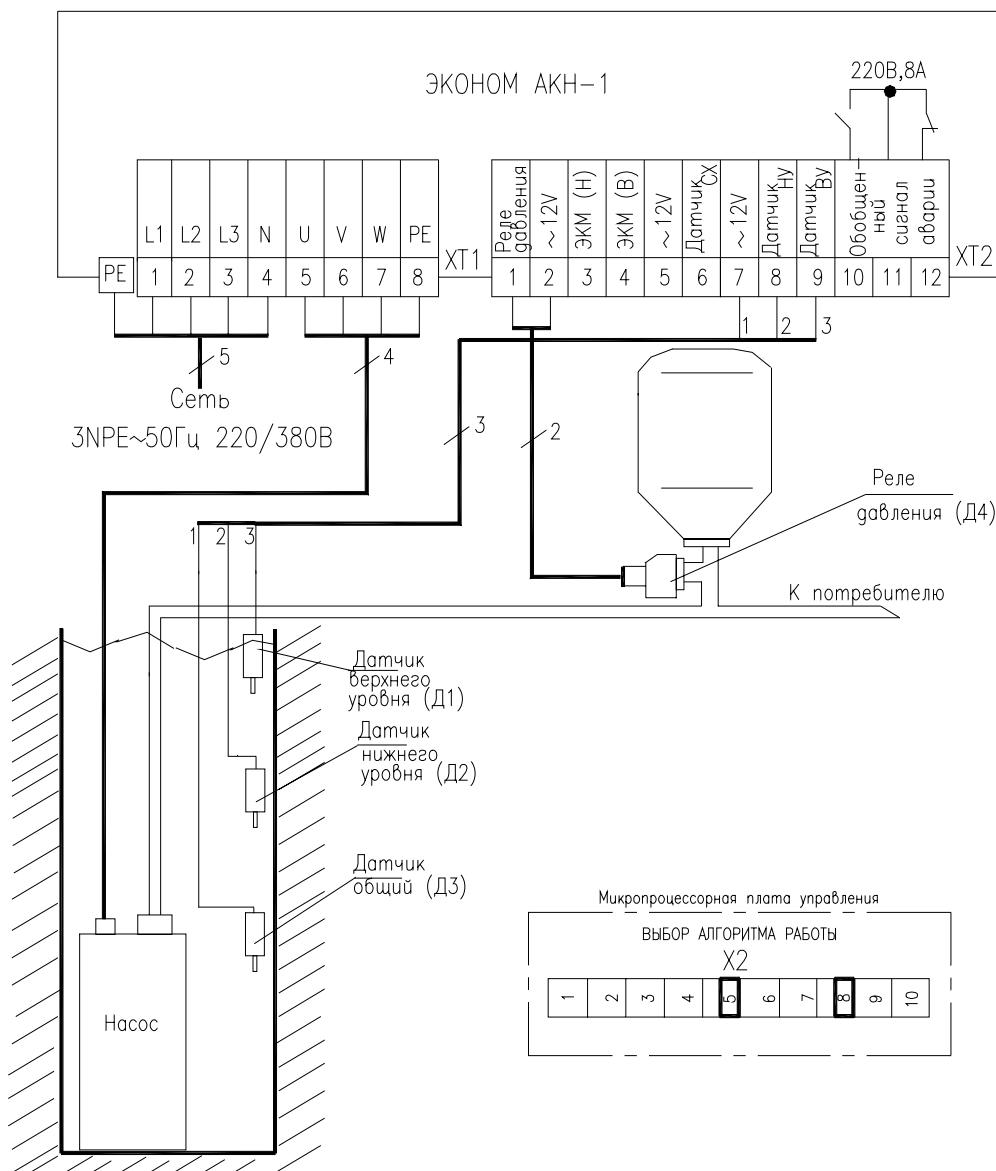 ЭКОНОМ АКН-1
220В,8А
L1 L2 L3 N U V W PE
PE 1 2 3 4 5 6 7 8 XT1
Реле
давления
~12V
ЭКМ (Н)
ЭКМ (В)
~12V
Датчик СХ
~12V
Датчик НУ
Датчик ВУ
Обобщен
ный
сигнал
аварии
1 2 3 4 5 6 7 8 9 10 11 12 XT2
1 2 3
5
4
3
2
Сеть
3NPE~50Гц 220/380В
Реле
давления (Д4)
1 2 3
К потребителю
Датчик
верхнего
уровня (Д1)
Датчик
нижнего
уровня (Д2)
Датчик
общий (Д3)
Насос
Микропроцессорная плата управления
ВЫБОР АЛГОРИТМА РАБОТЫ
X2
1 2 3 4 5 6 7 8 9 10